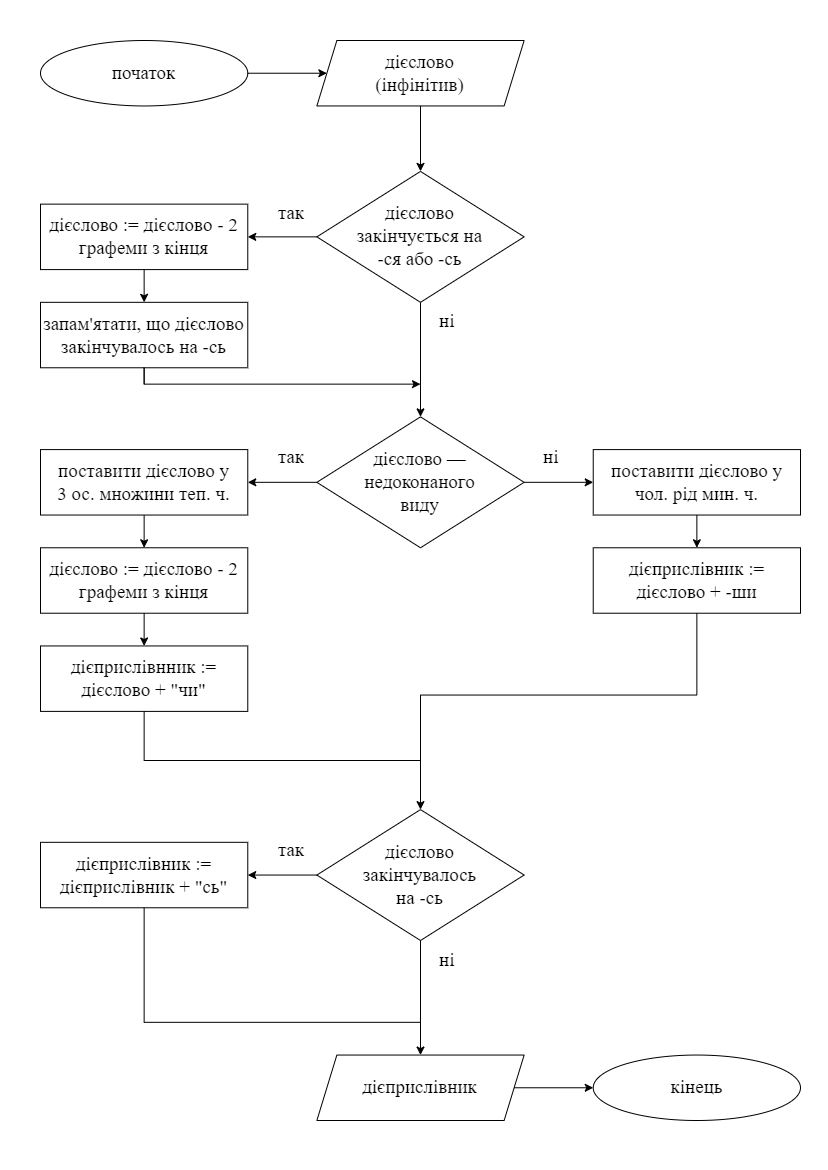 початок
дієслово
(інфінітив)
дієслово
закінчується на
-ся або -сь
так
дієслово := дієслово - 2
графеми з кінця
ні
запам'ятати, що дієслово
закінчувалось на -сь
дієслово —
недоконаного
виду
так
ні
поставити дієслово у
3 ос. множини теп. ч.
поставити дієслово у
чол. рід мин. ч.
дієслово := дієслово - 2
графеми з кінця
дієприслівник :=
дієслово + -ши
дієприслівнник :=
дієслово + "чи"
дієслово
закінчувалось
на -сь
так
дієприслівник :=
дієприслівник + "сь"
ні
дієприслівник
кінець